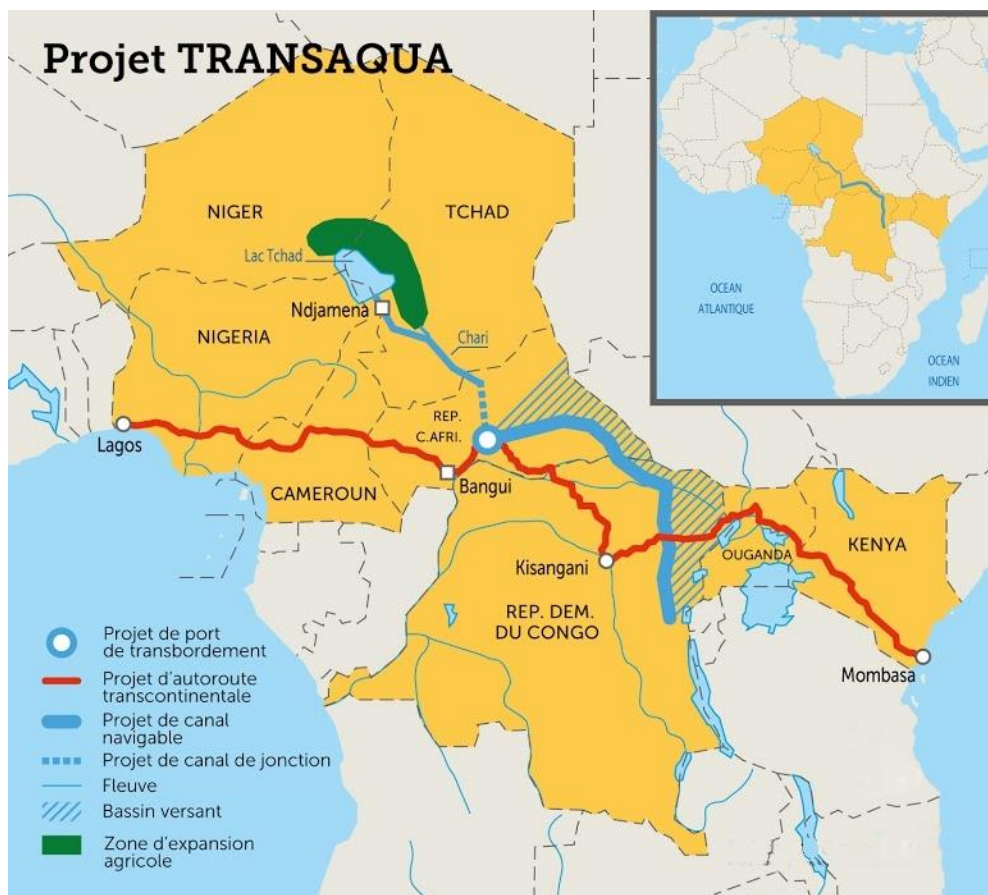 Projet TRANSAQUA
NIGER
TCHAD
Lac Tchad
Ndjamena
NIGERIA
Chari
REP.
C.AFRI.
Lagos
Bangui
CAMEROUN
Kisangani
OUGANDA
KENYA
REP. DEM.
DU CONGO
Mombasa
OCEAN
ATLANTIQUE
OCEAN
INDIEN
Projet de port
de transbordement
Projet d'autoroute
transcontinentale
Projet de canal
navigable
Projet de canal de jonction
Fleuve
Bassin versant
Zone d'expansion
agricole